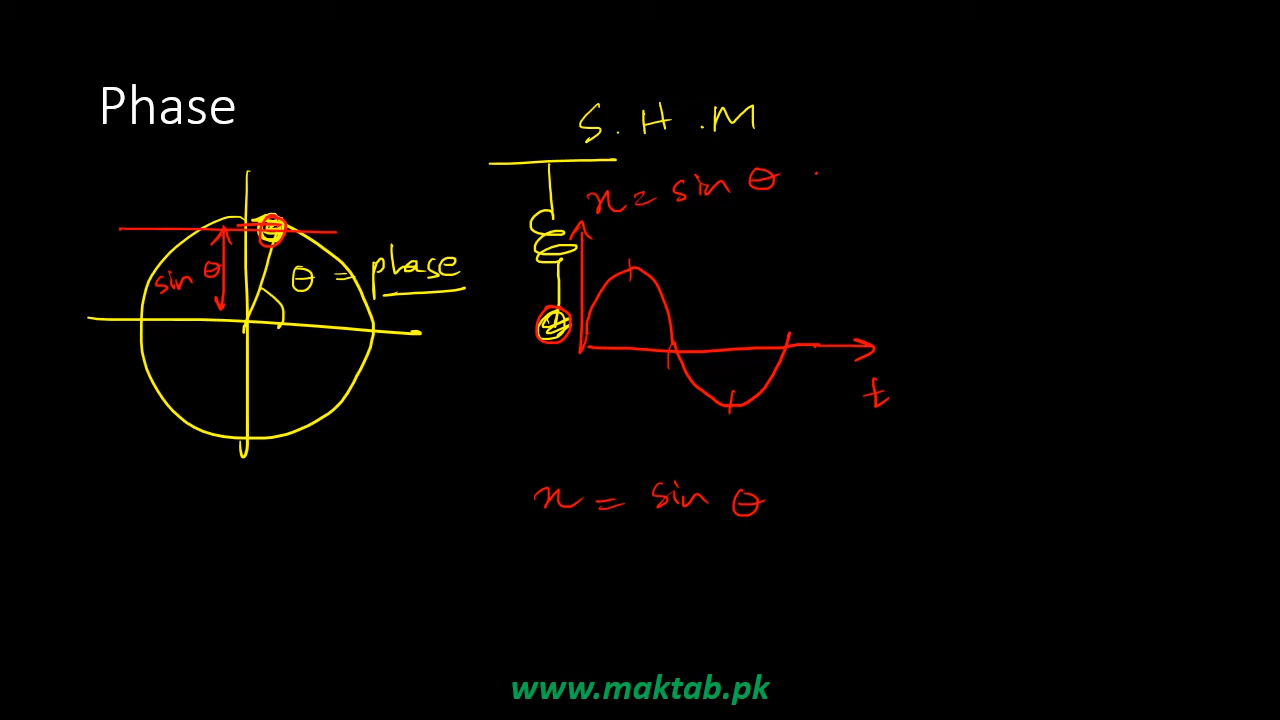 Phase
S.H.M
x = sin θ
sin θ
θ = phase
t
x = sin θ
www.maktab.pk